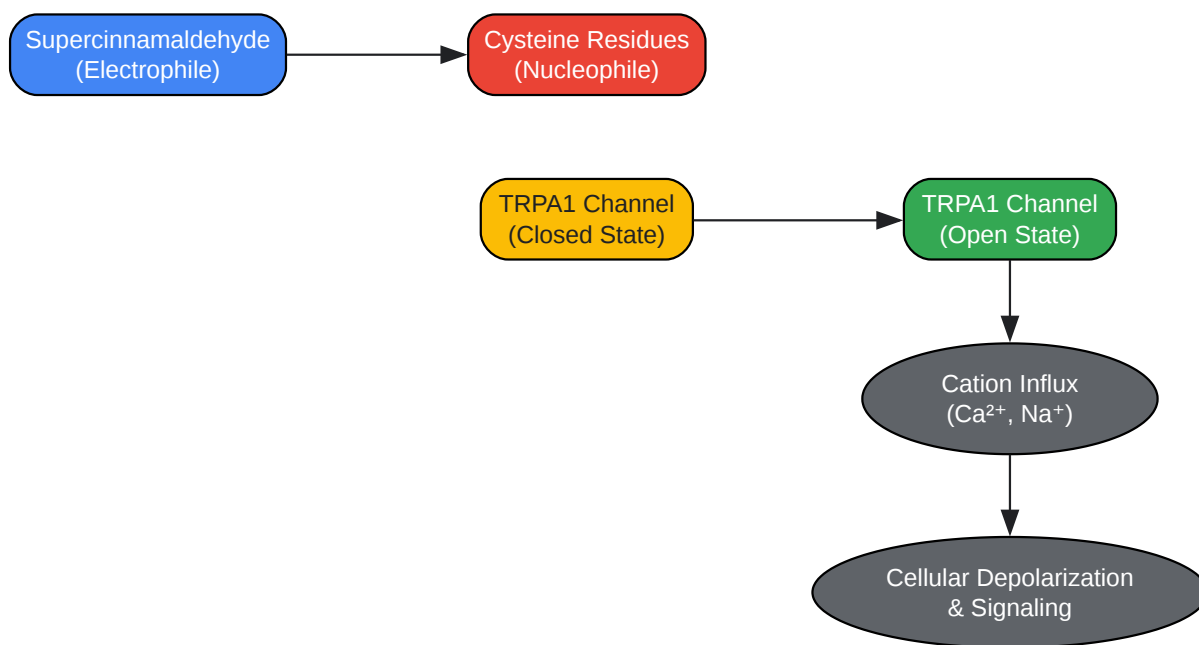 Supercinnamaldehyde
(Electrophile)
Cysteine Residues
(Nucleophile)
TRPA1 Channel
(Closed State)
TRPA1 Channel
(Open State)
Cation Influx
(Ca²⁺, Na⁺)
Cellular Depolarization
& Signaling